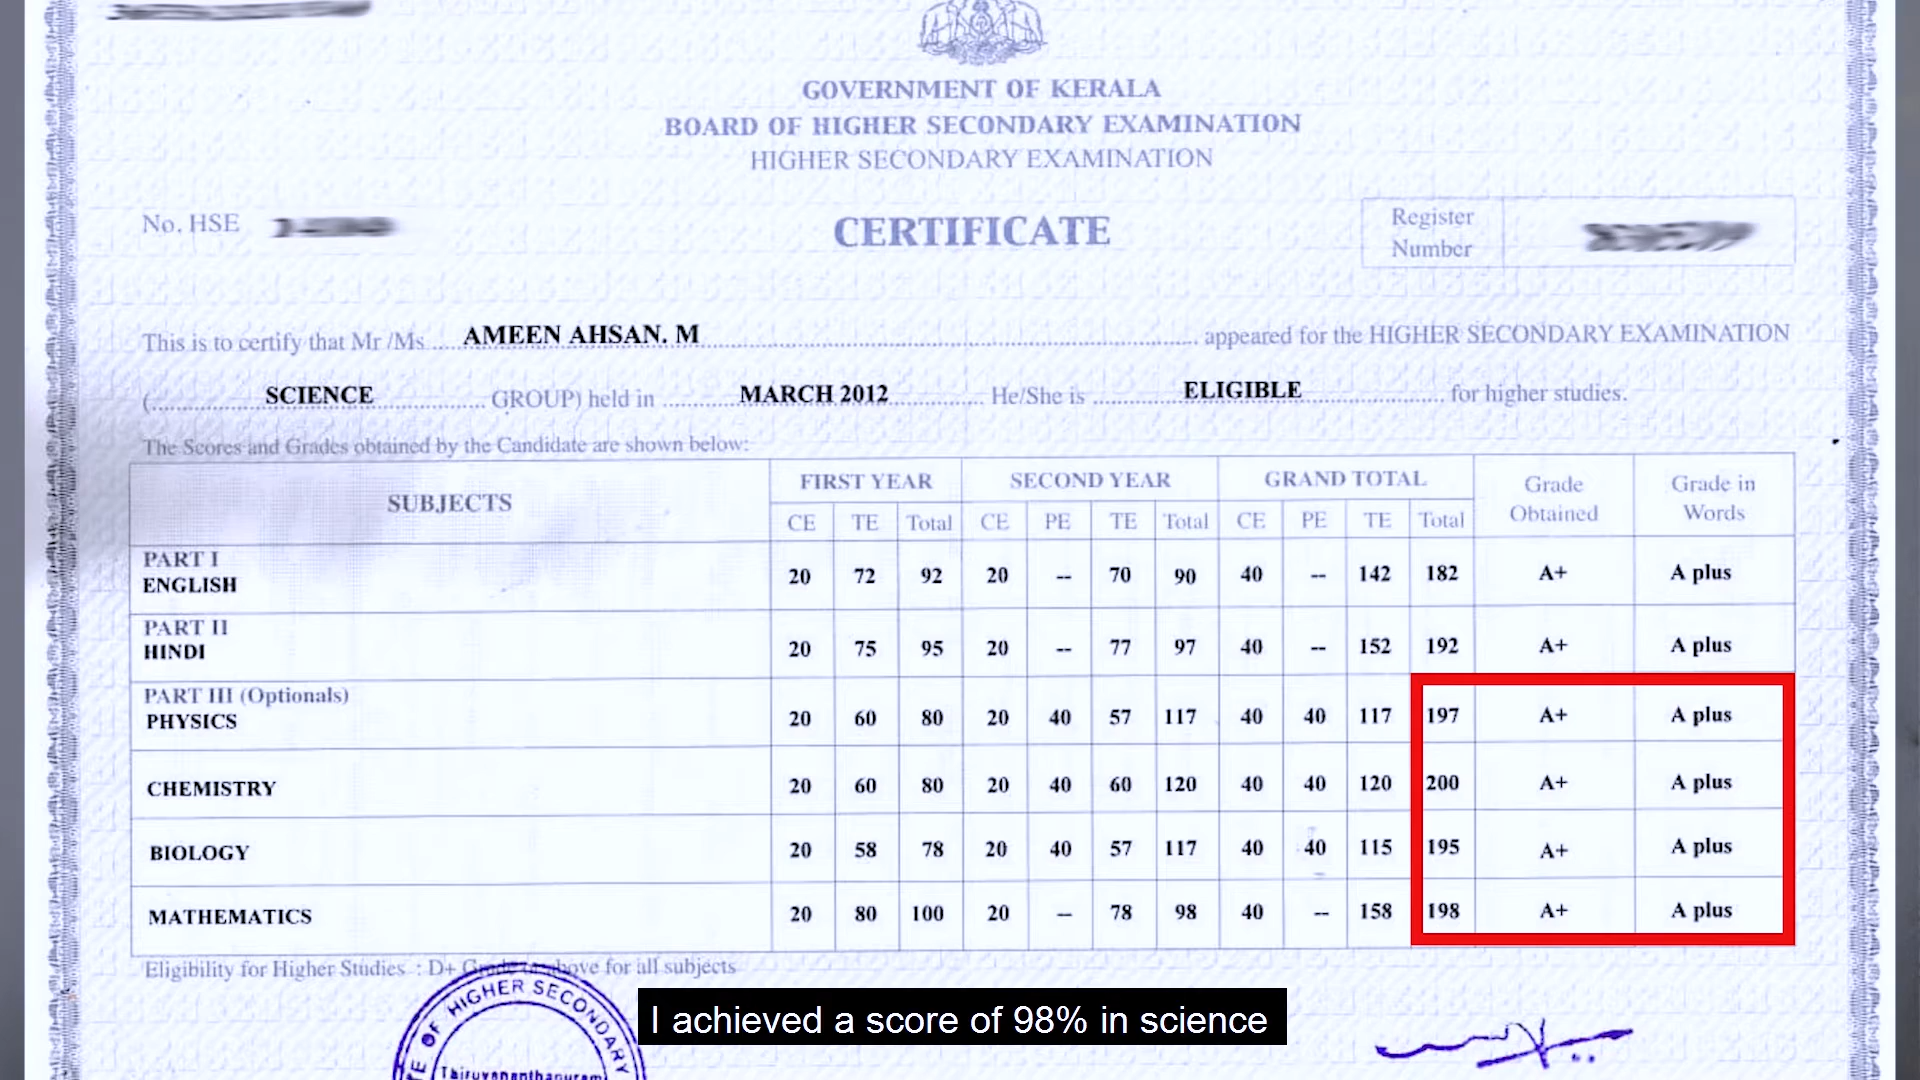 GOVERNMENT OF KERALA
BOARD OF HIGHER SECONDARY EXAMINATION
HIGHER SECONDARY EXAMINATION
No. HSE
CERTIFICATE
Register Number
This is to certify that Mr /Ms AMEEN AHSAN. M appeared for the HIGHER SECONDARY EXAMINATION
( SCIENCE GROUP) held in MARCH 2012 He/She is ELIGIBLE for higher studies.
The Scores and Grades obtained by the Candidate are shown below:
SUBJECTS FIRST YEAR SECOND YEAR GRAND TOTAL Grade Obtained Grade in Words
CE TE Total CE PE TE Total CE PE TE Total
PART I
ENGLISH 20 72 92 20 -- 70 90 40 -- 142 182 A+ A plus
PART II
HINDI 20 75 95 20 -- 77 97 40 -- 152 192 A+ A plus
PART III (Optionals)
PHYSICS 20 60 80 20 40 57 117 40 40 117 197 A+ A plus
CHEMISTRY 20 60 80 20 40 60 120 40 40 120 200 A+ A plus
BIOLOGY 20 58 78 20 40 57 117 40 40 115 195 A+ A plus
MATHEMATICS 20 80 100 20 -- 78 98 40 -- 158 198 A+ A plus
Eligibility for Higher Studies : D+ Grade or above for all subjects
OF HIGHER SECONDARY
Thiruvananthapuram
I achieved a score of 98% in science